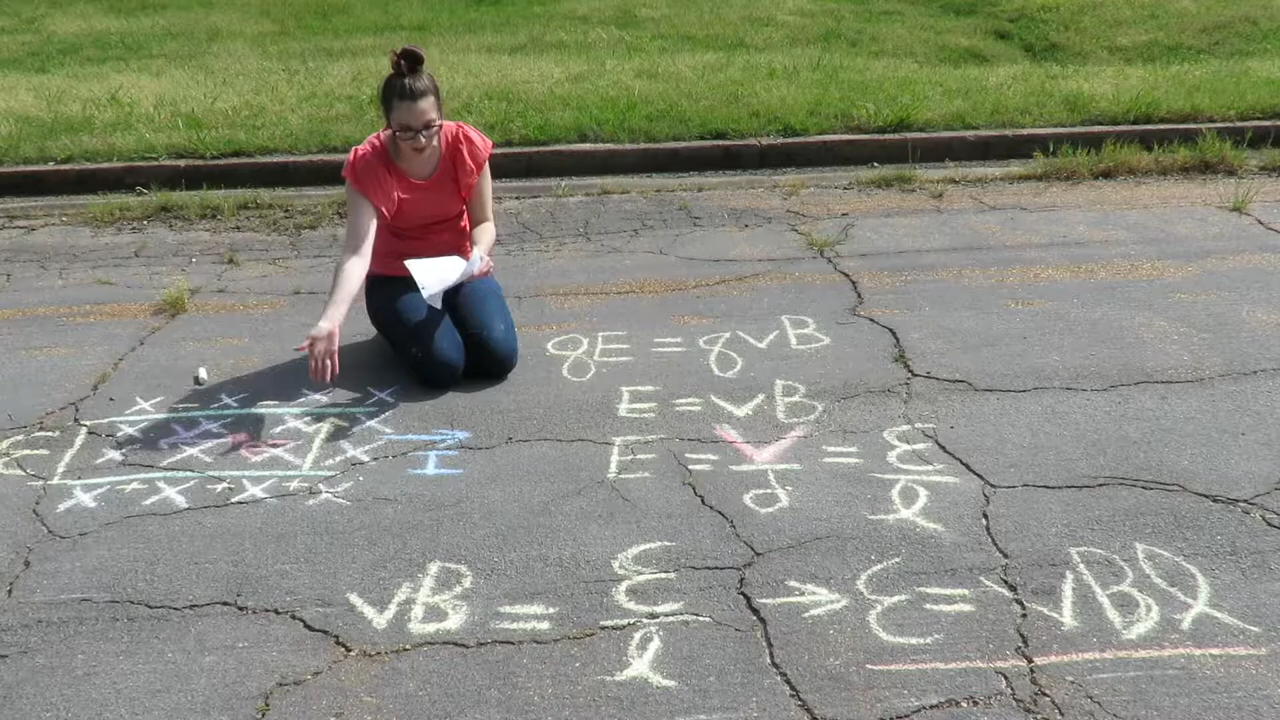 qE = qvB
E = vB
E = V/d = ℰ/ℓ
ℰ
I
vB = ℰ/ℓ → ℰ = vBℓ